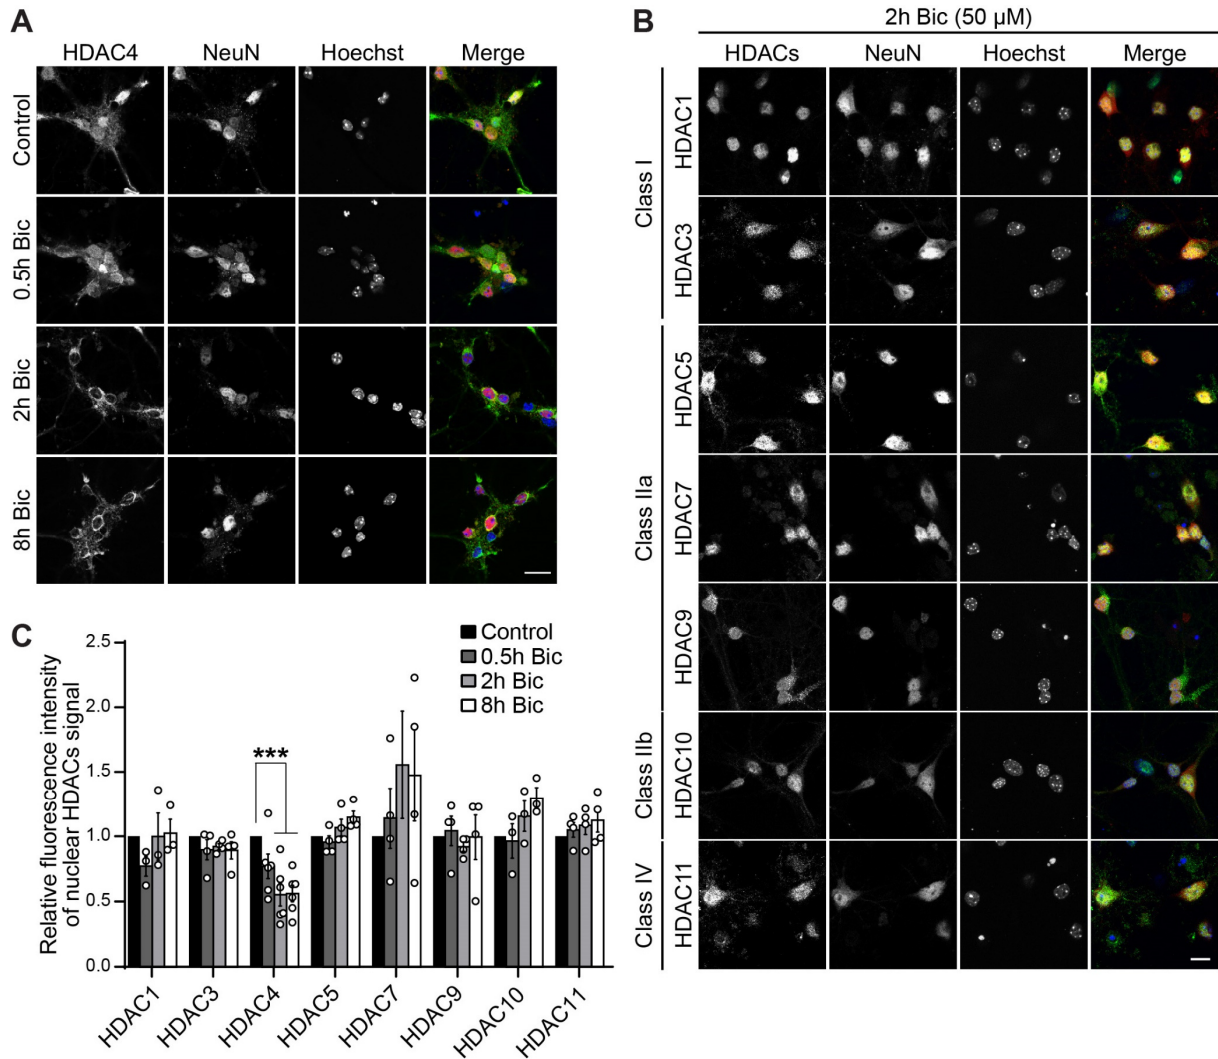 A
HDAC4 NeuN Hoechst Merge
Control
0.5h Bic
2h Bic
8h Bic
B
2h Bic (50 µM)
HDACs NeuN Hoechst Merge
Class I
HDAC1
HDAC3
Class IIa
HDAC5
HDAC7
HDAC9
Class IIb
HDAC10
Class IV
HDAC11
C
Relative fluorescence intensity
of nuclear HDACs signal
2.5
2.0
1.5
1.0
0.5
0.0
Control
0.5h Bic
2h Bic
8h Bic
***
HDAC1 HDAC3 HDAC4 HDAC5 HDAC7 HDAC9 HDAC10 HDAC11